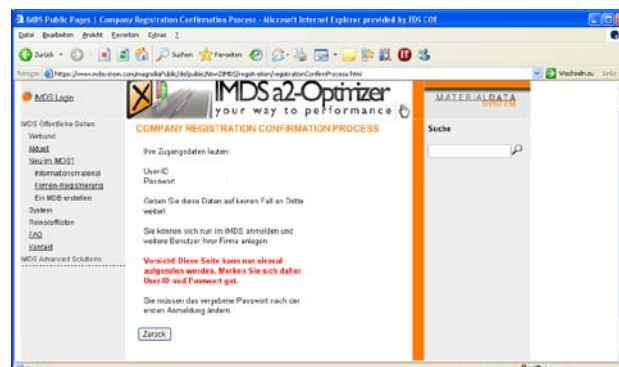 IMDS Public Pages | Company Registration Confirmation Process - Microsoft Internet Explorer provided by EDS COE
Datei Bearbeiten Ansicht Favoriten Extras ?
Zurück Suchen Favoriten
Wechseln zu Links
IMDS Login
IMDS a2-Optimizer
your way to performance
MATERIALDATA
SYSTEM
IMDS Öffentliche Seiten
Verbund
Aktuell
Neu im IMDS?
Informationsmaterial
Firmen-Registrierung
Ein MDB erstellen
System
Reinstofflisten
FAQ
Kontakt
IMDS Advanced Solutions
COMPANY REGISTRATION CONFIRMATION PROCESS
Ihre Zugangsdaten lauten:
User-ID
Passwort
Geben Sie diese Daten auf keinen Fall an Dritte
weiter!
Sie können sich nun im IMDS anmelden und
weitere Benutzer Ihrer Firma anlegen.
Vorsicht! Diese Seite kann nur einmal
aufgerufen werden. Merken Sie sich daher
User ID und Passwort gut.
Sie müssen das vergebene Passwort nach der
ersten Anmeldung ändern.
Zurück
Suche